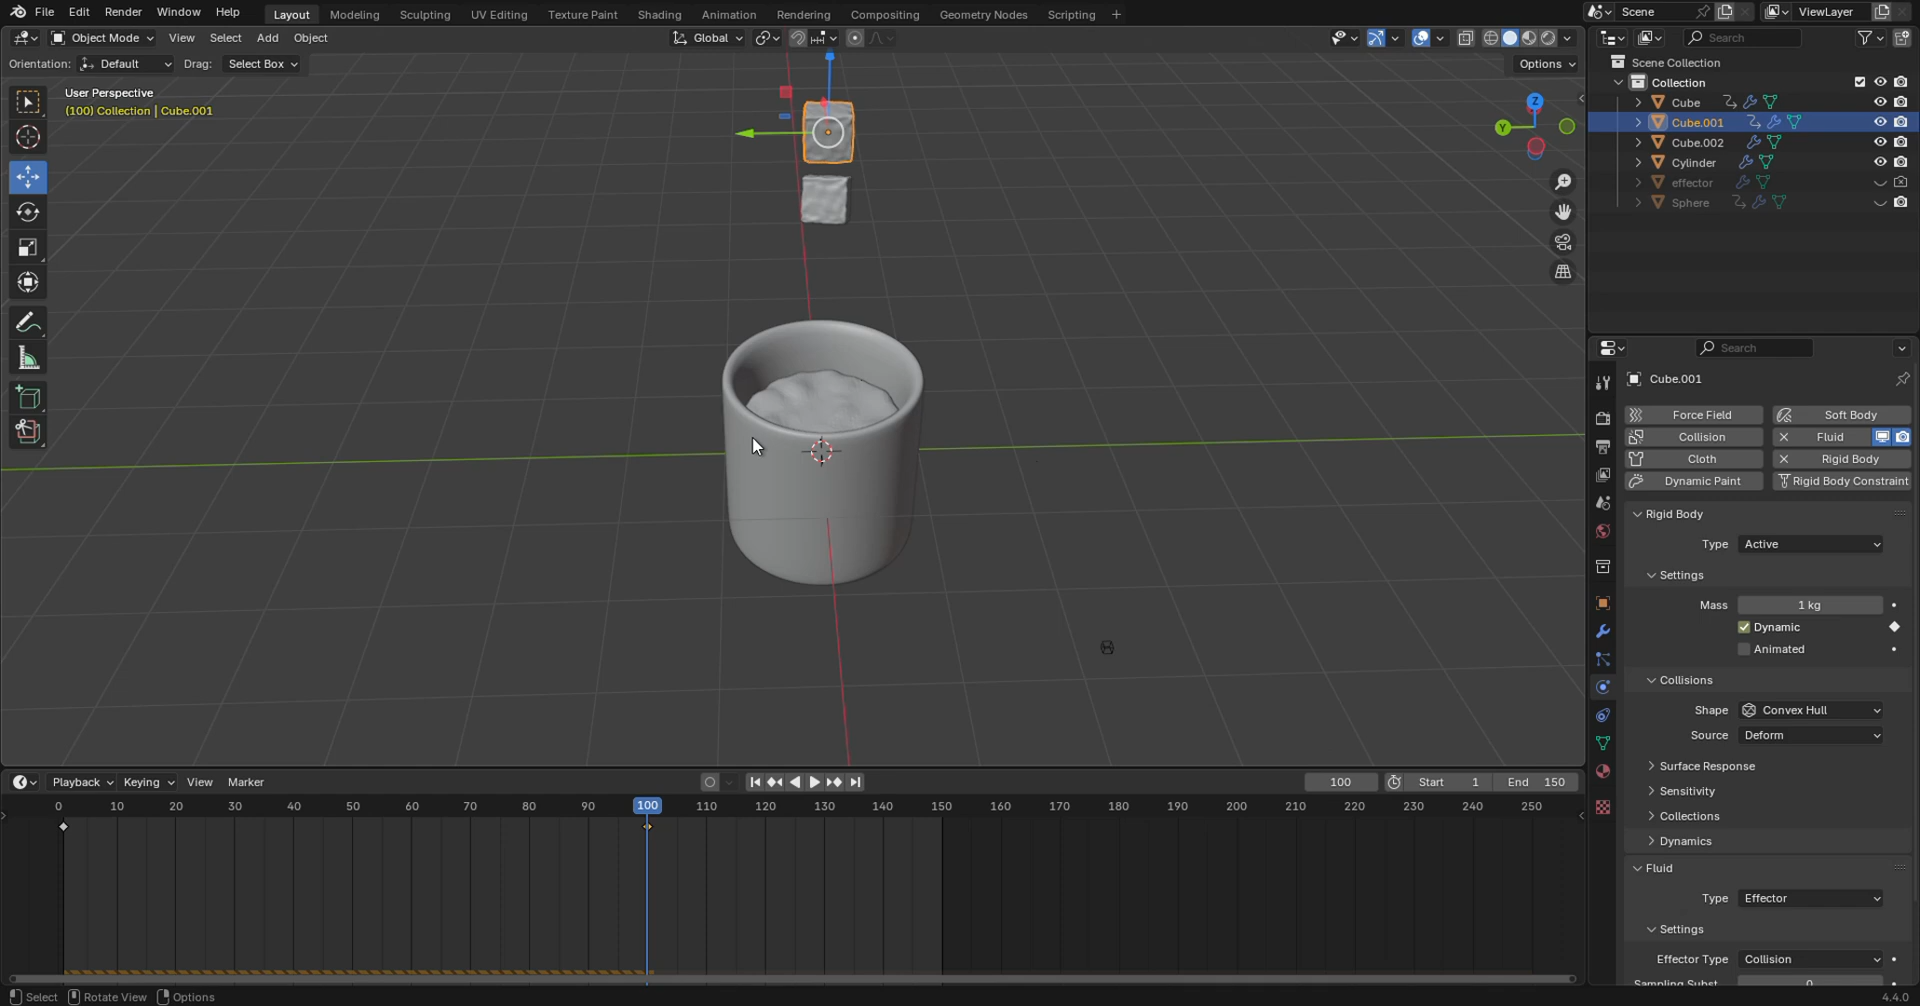 File Edit Render Window Help Layout Modeling Sculpting UV Editing Texture Paint Shading Animation Rendering Compositing Geometry Nodes Scripting + Scene ViewLayer
Object Mode View Select Add Object Global Search
Orientation: Default Drag: Select Box Options
User Perspective
(100) Collection | Cube.001
Z
Y
Scene Collection
Collection
Cube
Cube.001
Cube.002
Cylinder
effector
Sphere
Search
Cube.001
Force Field Soft Body
Collision Fluid
Cloth Rigid Body
Dynamic Paint Rigid Body Constraint
Rigid Body
Type Active
Settings
Mass 1 kg
Dynamic
Animated
Collisions
Shape Convex Hull
Source Deform
Surface Response
Sensitivity
Collections
Dynamics
Fluid
Type Effector
Settings
Effector Type Collision
Sampling Subst 0
Playback Keying View Marker 100 Start 1 End 150
0 10 20 30 40 50 60 70 80 90 100 110 120 130 140 150 160 170 180 190 200 210 220 230 240 250
Select Rotate View Options 4.4.0